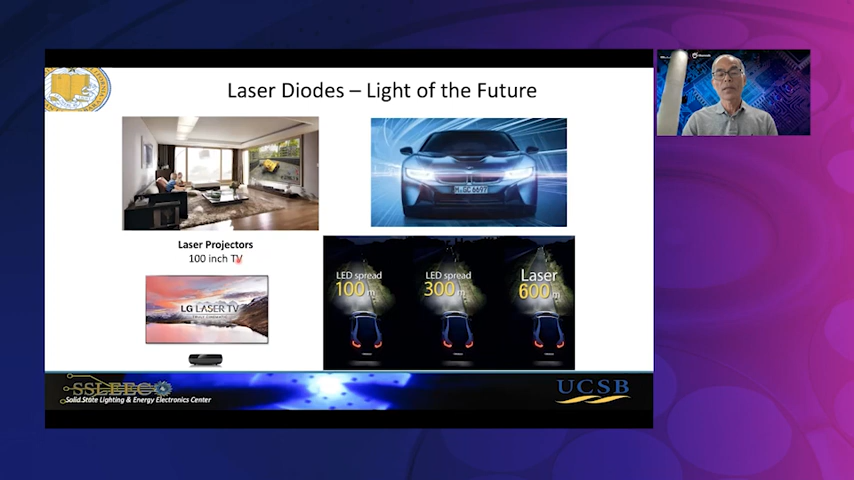 Laser Diodes – Light of the Future
Laser Projectors
100 inch TV
LG LASER TV
LED spread
100 m
LED spread
300 m
Laser
600 m
SSLEEC
Solid State Lighting & Energy Electronics Center
UCSB